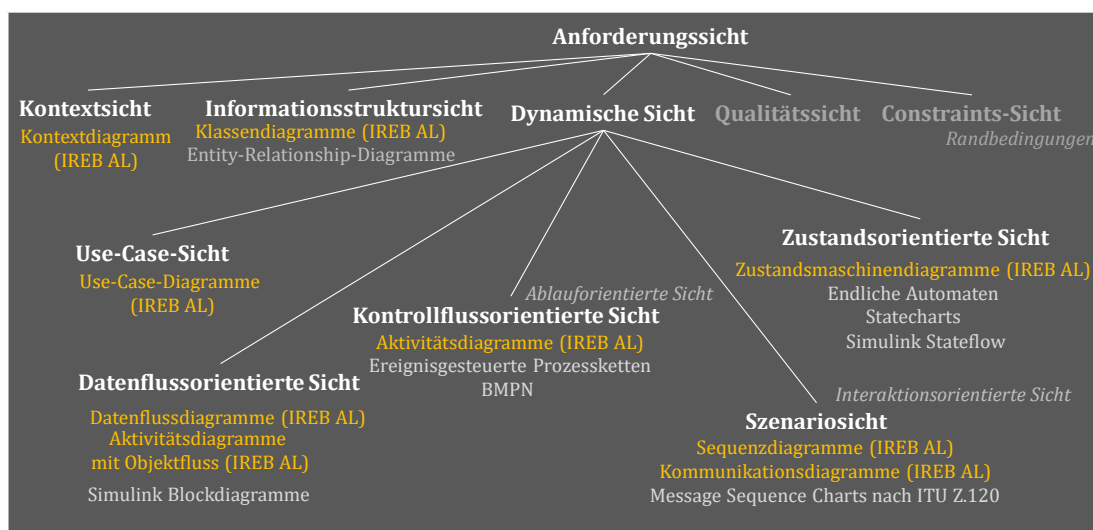 Anforderungssicht
Kontextsicht
Kontextdiagramm
(IREB AL)
Informationsstruktursicht
Klassendiagramme (IREB AL)
Entity-Relationship-Diagramme
Dynamische Sicht
Qualitätssicht
Constraints-Sicht
Randbedingungen
Use-Case-Sicht
Use-Case-Diagramme
(IREB AL)
Zustandsorientierte Sicht
Zustandsmaschinendiagramme (IREB AL)
Endliche Automaten
Statecharts
Simulink Stateflow
Ablauforientierte Sicht
Kontrollflussorientierte Sicht
Aktivitätsdiagramme (IREB AL)
Ereignisgesteuerte Prozessketten
BMPN
Datenflussorientierte Sicht
Datenflussdiagramme (IREB AL)
Aktivitätsdiagramme
mit Objektfluss (IREB AL)
Simulink Blockdiagramme
Interaktionsorientierte Sicht
Szenariosicht
Sequenzdiagramme (IREB AL)
Kommunikationsdiagramme (IREB AL)
Message Sequence Charts nach ITU Z.120